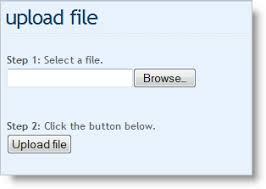 upload file
Step 1: Select a file.
Browse...
Step 2: Click the button below.
Upload file